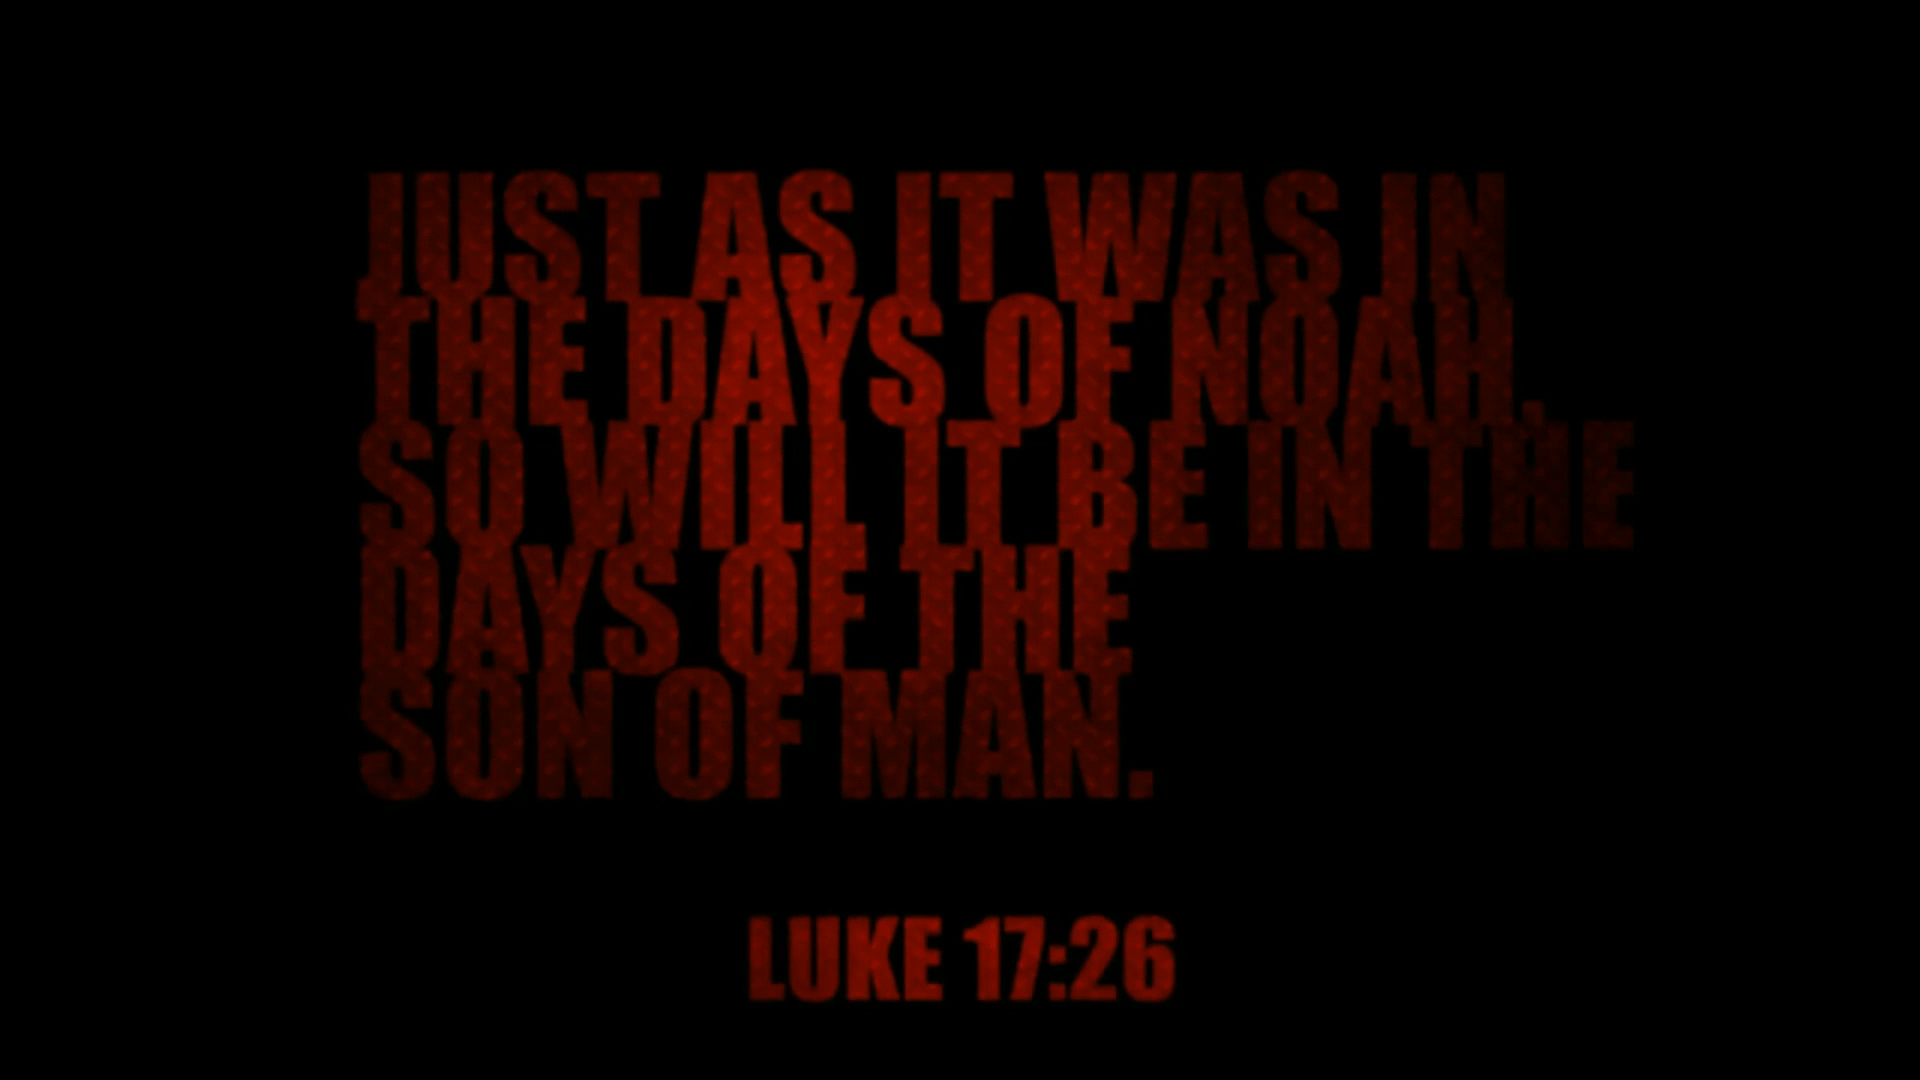 JUST AS IT WAS IN
THE DAYS OF NOAH,
SO WILL IT BE IN THE
DAYS OF THE
SON OF MAN.
LUKE 17:26